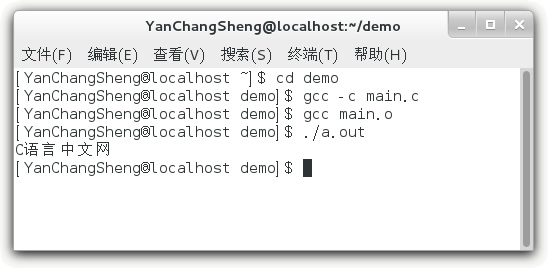 YanChangSheng@localhost:~/demo
文件(F) 编辑(E) 查看(V) 搜索(S) 终端(T) 帮助(H)
[YanChangSheng@localhost ~]$ cd demo
[YanChangSheng@localhost demo]$ gcc -c main.c
[YanChangSheng@localhost demo]$ gcc main.o
[YanChangSheng@localhost demo]$ ./a.out
C语言中文网
[YanChangSheng@localhost demo]$